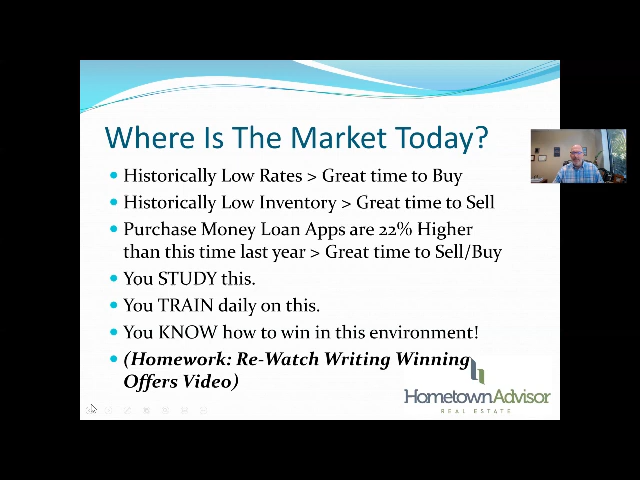 Where Is The Market Today?
• Historically Low Rates > Great time to Buy
• Historically Low Inventory > Great time to Sell
• Purchase Money Loan Apps are 22% Higher
than this time last year > Great time to Sell/Buy
• You STUDY this.
• You TRAIN daily on this.
• You KNOW how to win in this environment!
• (Homework: Re-Watch Writing Winning
Offers Video)
HometownAdvisor
REAL ESTATE